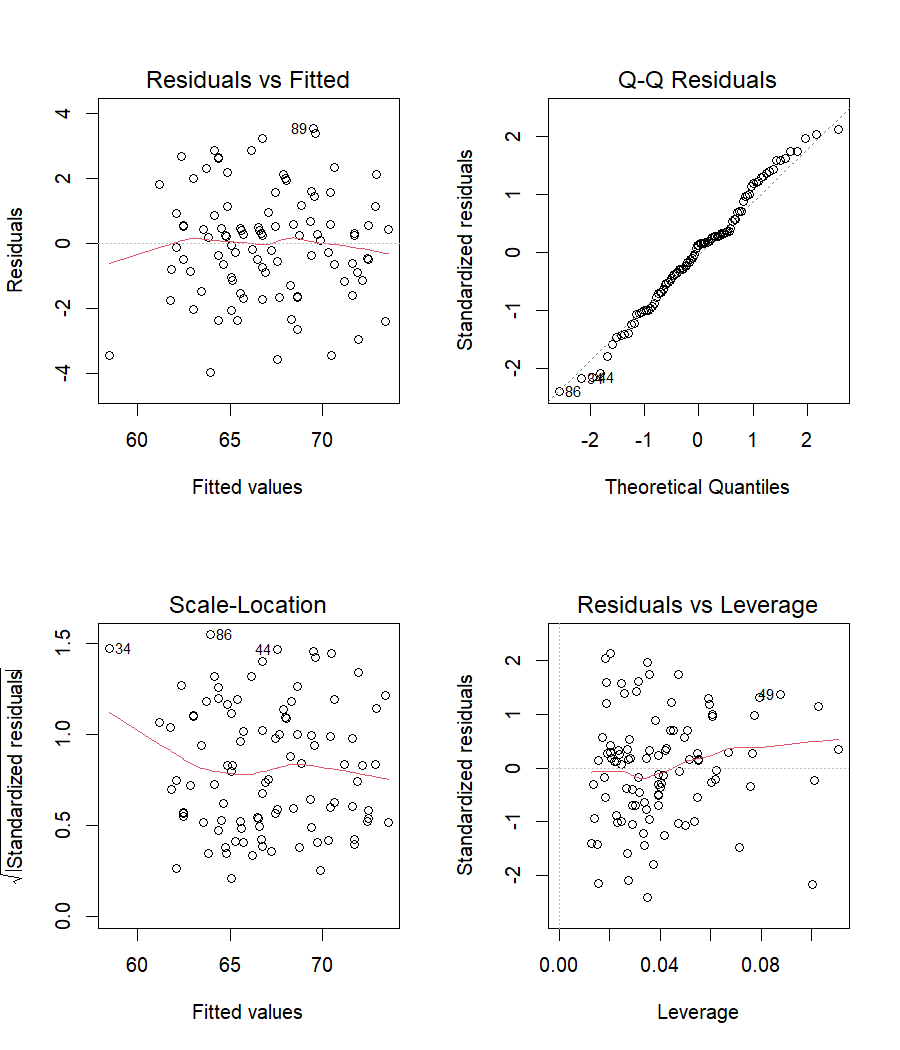 Residuals vs Fitted
Residuals
4
2
0
-2
-4
89
60 65 70
Fitted values
Q-Q Residuals
Standardized residuals
2
1
0
-1
-2
86
44
-2 -1 0 1 2
Theoretical Quantiles
Scale-Location
√|Standardized residuals|
1.5
1.0
0.5
0.0
34
86
44
60 65 70
Fitted values
Residuals vs Leverage
Standardized residuals
2
1
0
-1
-2
49
0.00 0.04 0.08
Leverage